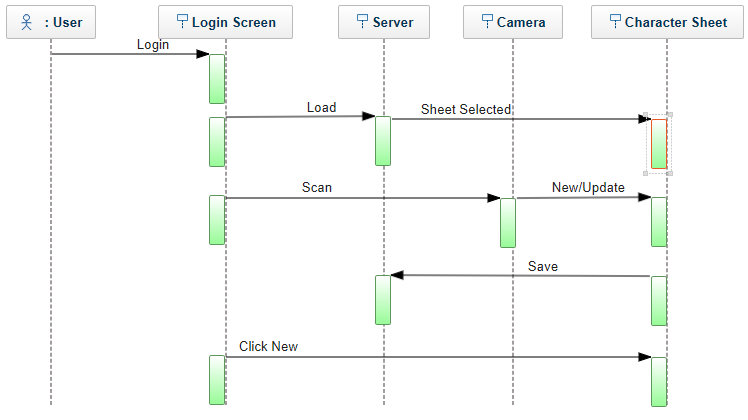 : User
Login Screen
Server
Camera
Character Sheet
Login
Load
Sheet Selected
Scan
New/Update
Save
Click New